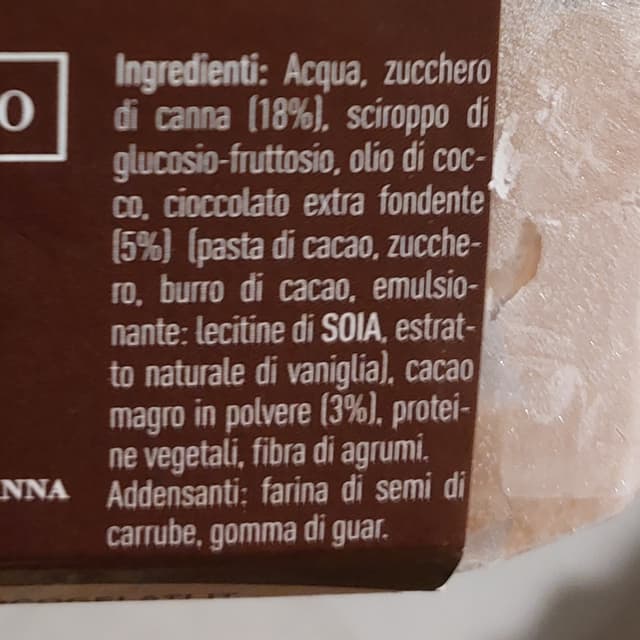 Ingredienti: Acqua, zucchero
di canna (18%), sciroppo di
glucosio-fruttosio, olio di coc-
co, cioccolato extra fondente
(5%) (pasta di cacao, zucche-
ro, burro di cacao, emulsio-
nante: lecitine di SOIA, estrat-
to naturale di vaniglia), cacao
magro in polvere (3%), protei-
ne vegetali, fibra di agrumi.
Addensanti: farina di semi di
carrube, gomma di guar.
O
NNA